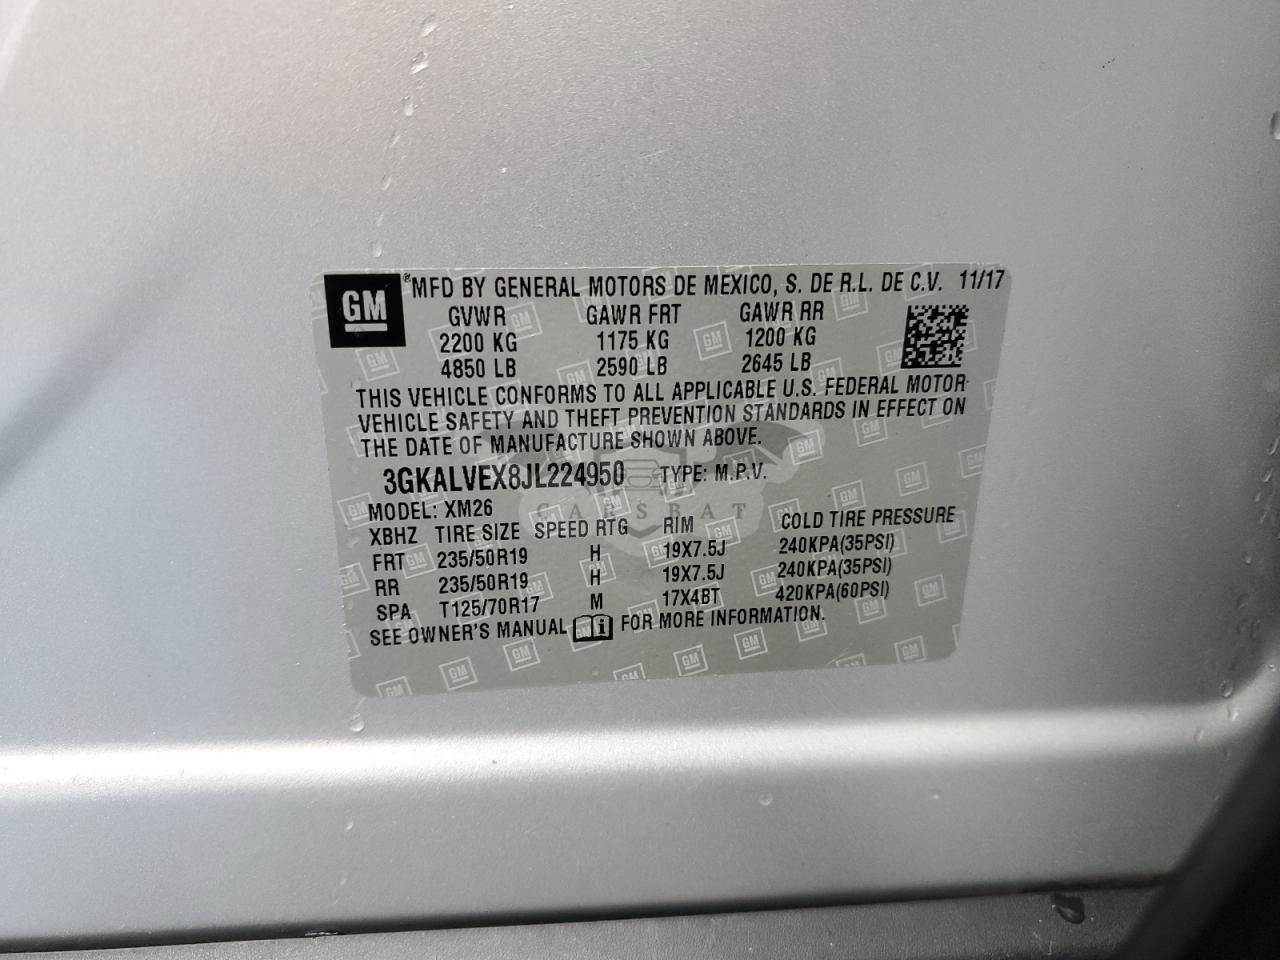 GM ® MFD BY GENERAL MOTORS DE MEXICO, S. DE R.L. DE C.V. 11/17
GVWR GAWR FRT GAWR RR
2200 KG 1175 KG 1200 KG
4850 LB 2590 LB 2645 LB
THIS VEHICLE CONFORMS TO ALL APPLICABLE U.S. FEDERAL MOTOR
VEHICLE SAFETY AND THEFT PREVENTION STANDARDS IN EFFECT ON
THE DATE OF MANUFACTURE SHOWN ABOVE.
3GKALVEX8JL224950 TYPE: M.P.V.
MODEL: XM26
CARSBAT
XBHZ TIRE SIZE SPEED RTG RIM COLD TIRE PRESSURE
FRT 235/50R19 H 19X7.5J 240KPA(35PSI)
RR 235/50R19 H 19X7.5J 240KPA(35PSI)
SPA T125/70R17 M 17X4BT 420KPA(60PSI)
SEE OWNER'S MANUAL i FOR MORE INFORMATION.